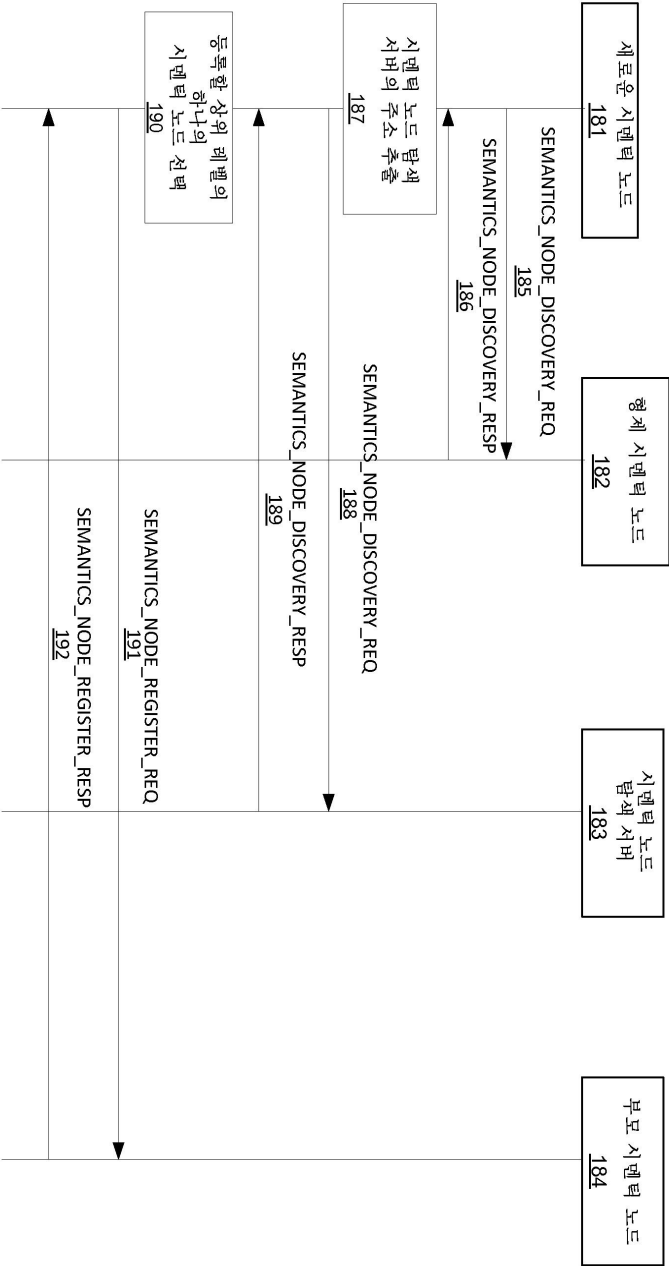 새로운 시멘틱 노드
181
형제 시멘틱 노드
182
시멘틱 노드
탐색 서버
183
부모 시멘틱 노드
184
SEMANTICS_NODE_DISCOVERY_REQ
185
SEMANTICS_NODE_DISCOVERY_RESP
186
시멘틱 노드 탐색
서버의 주소 추출
187
SEMANTICS_NODE_DISCOVERY_REQ
188
SEMANTICS_NODE_DISCOVERY_RESP
189
등록할 상위 레벨의
하나의
시멘틱 노드 선택
190
SEMANTICS_NODE_REGISTER_REQ
191
SEMANTICS_NODE_REGISTER_RESP
192